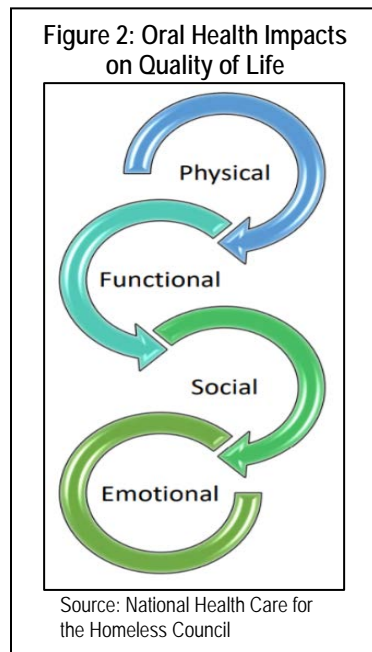 Figure 2: Oral Health Impacts
on Quality of Life
Physical
Functional
Social
Emotional
Source: National Health Care for
the Homeless Council